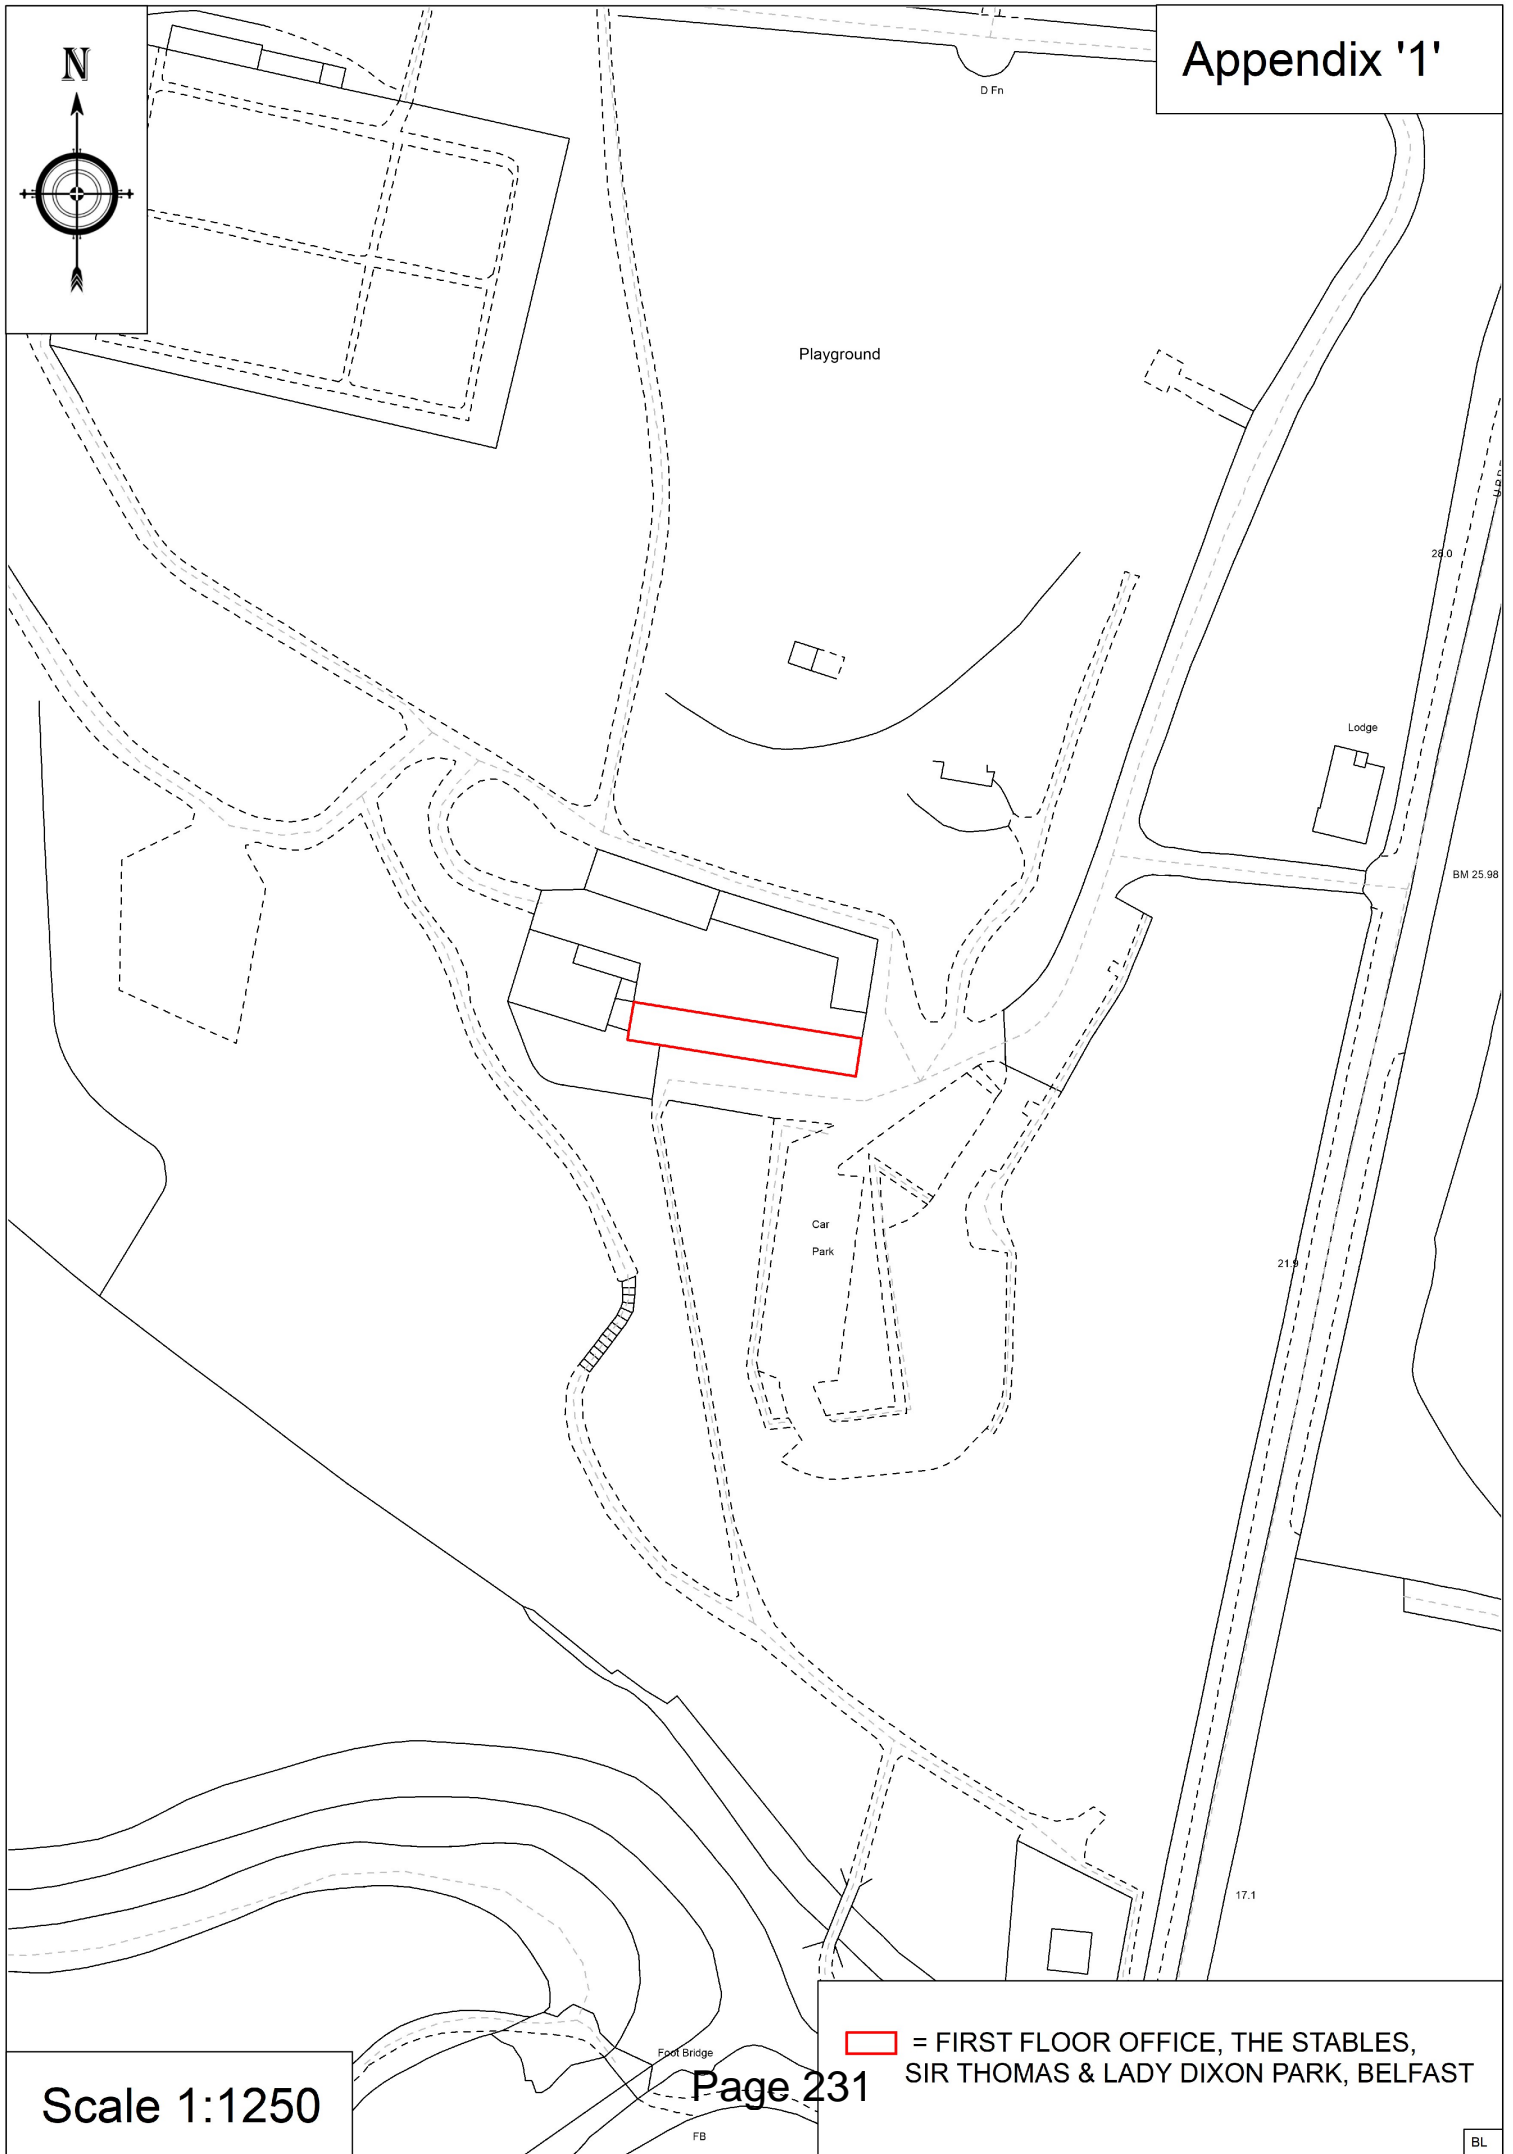 N
Appendix '1'
D Fn
Playground
28.0
Lodge
BM 25.98
Car
Park
21.9
17.1
= FIRST FLOOR OFFICE, THE STABLES,
SIR THOMAS & LADY DIXON PARK, BELFAST
Foot Bridge
Page 231
Scale 1:1250
FB
BL